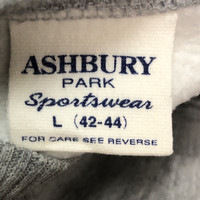 ASHBURY
PARK
Sportswear
L (42-44)
FOR CARE SEE REVERSE